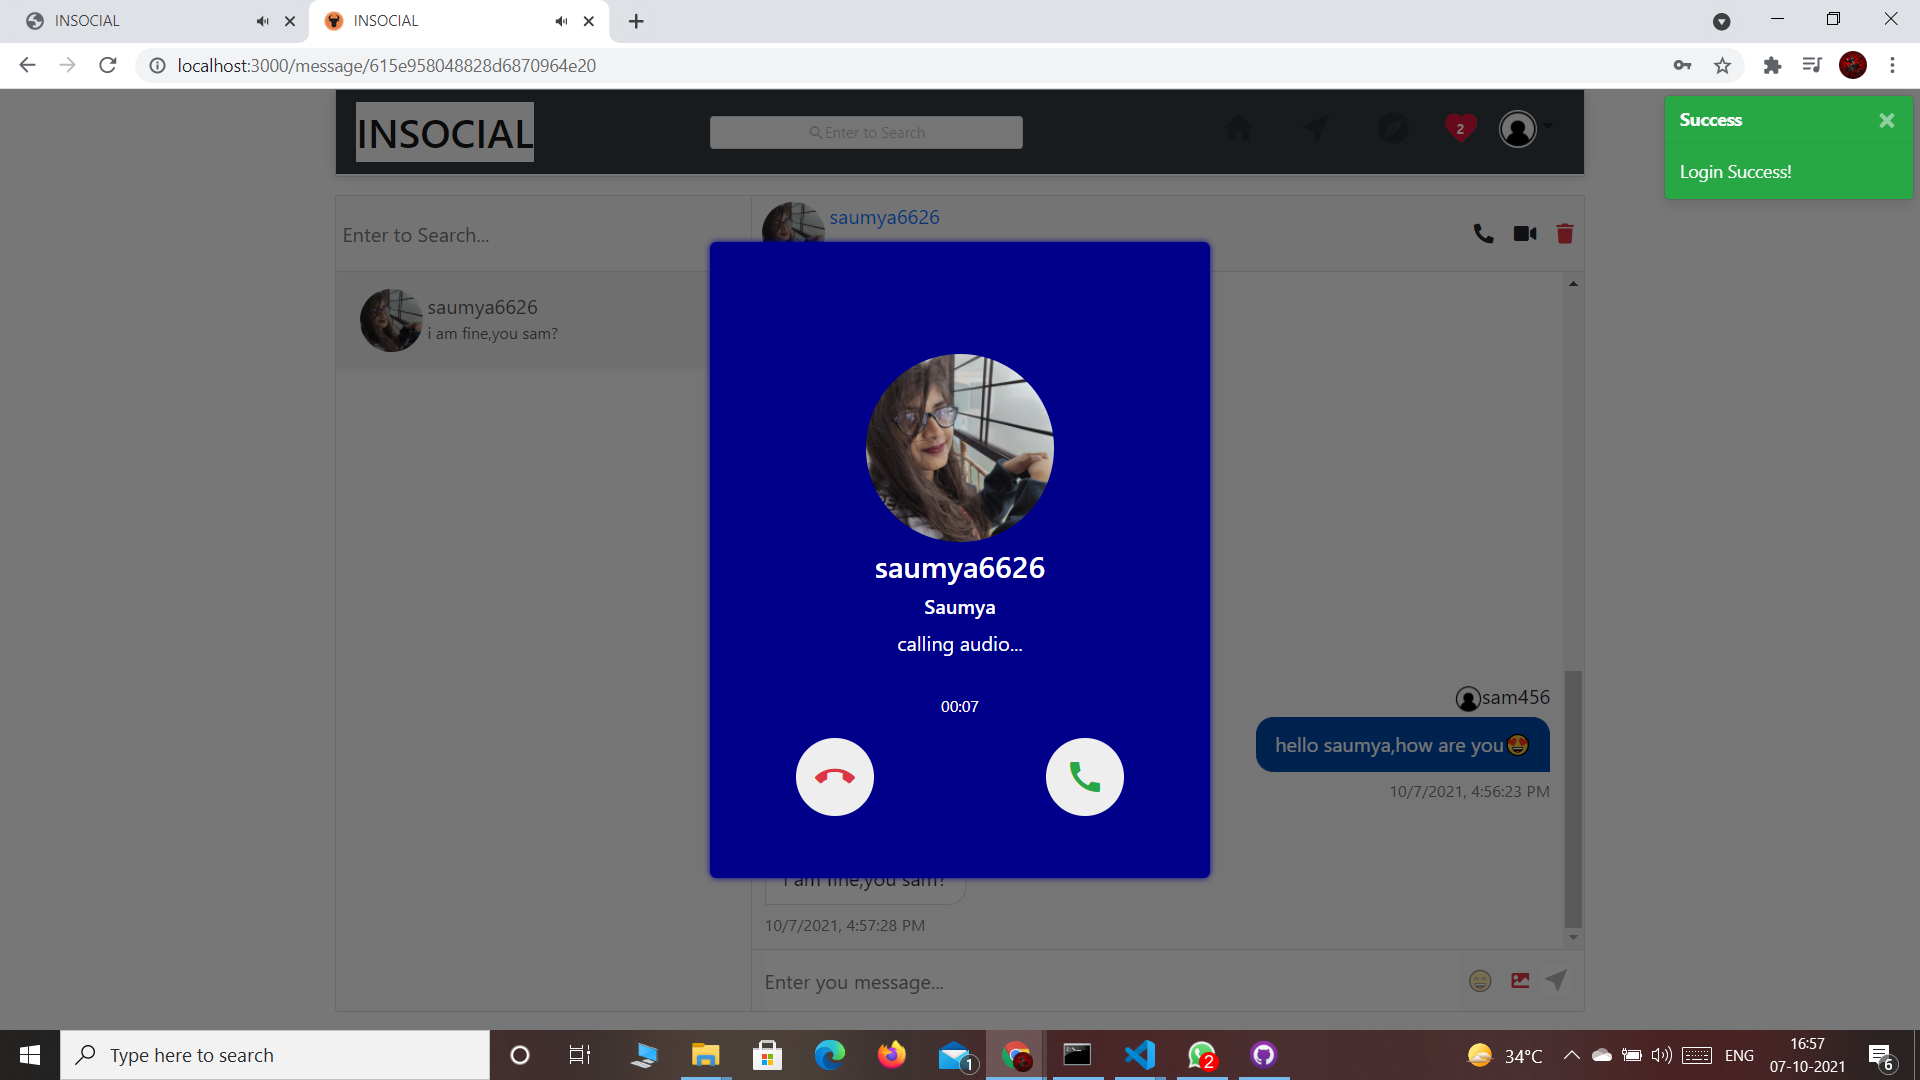 INSOCIAL
INSOCIAL
localhost:3000/message/615e958048828d6870964e20
INSOCIAL
Enter to Search
2
Success
Login Success!
Enter to Search...
saumya6626
saumya6626
i am fine,you sam?
saumya6626
Saumya
calling audio...
00:07
sam456
hello saumya,how are you😍
10/7/2021, 4:56:23 PM
i am fine,you sam?
10/7/2021, 4:57:28 PM
Enter you message...
Type here to search
1
2
34°C
ENG
16:57
07-10-2021
6